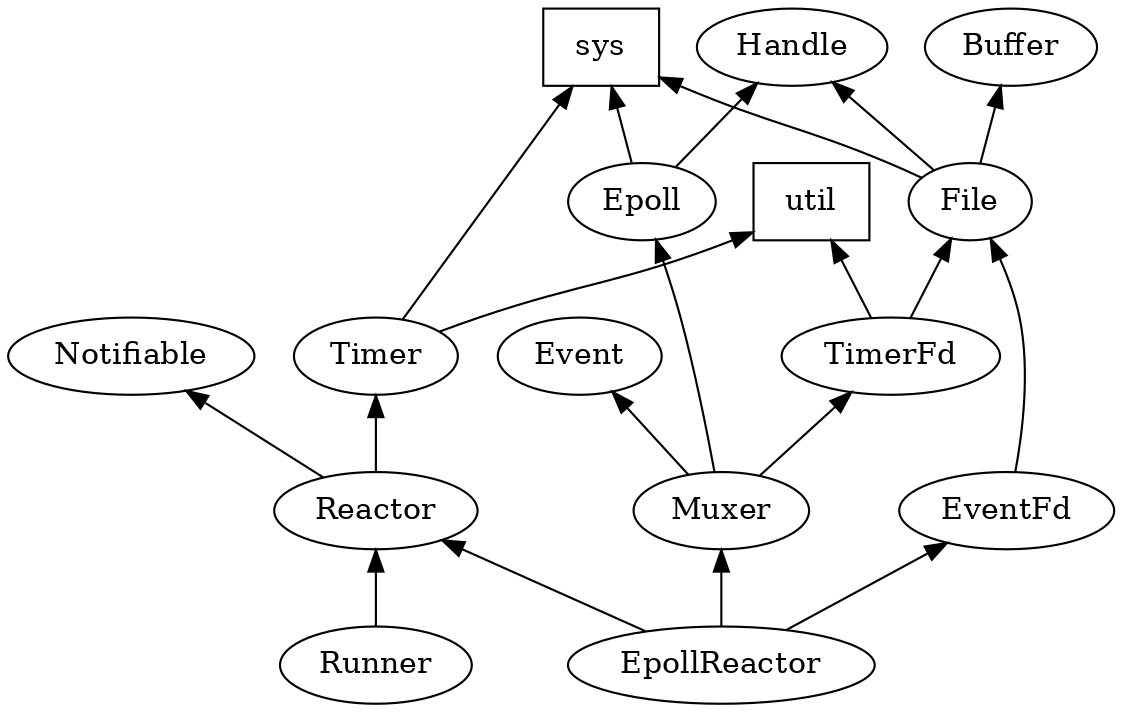 sys
Handle
Buffer
Epoll
util
File
Notifiable
Timer
Event
TimerFd
Reactor
Muxer
EventFd
Runner
EpollReactor